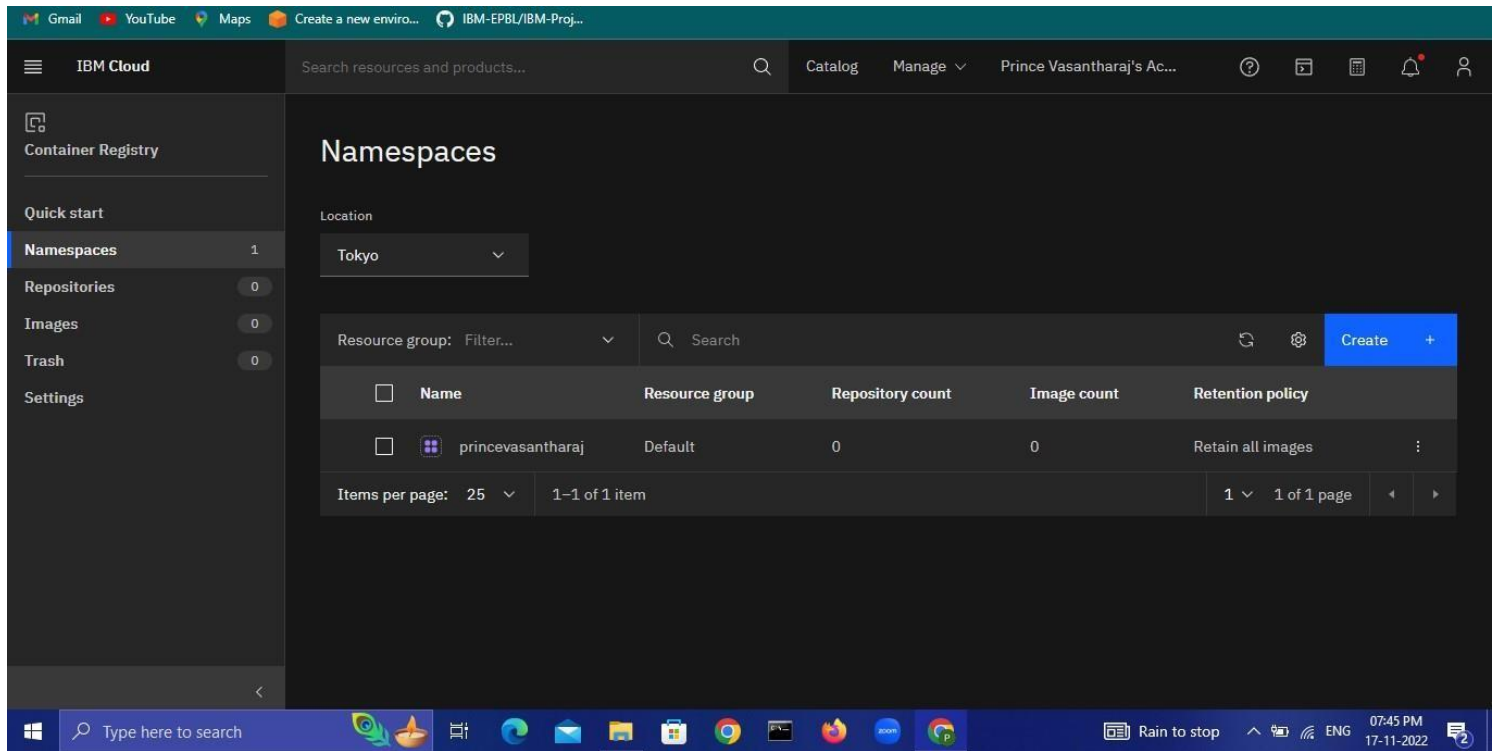 Gmail YouTube Maps Create a new enviro... IBM-EPBL/IBM-Proj...
IBM Cloud Search resources and products... Catalog Manage Prince Vasantharaj's Ac...
Container Registry
Quick start
Namespaces 1
Repositories 0
Images 0
Trash 0
Settings
Namespaces
Location
Tokyo
Resource group: Filter... Search Create +
Name Resource group Repository count Image count Retention policy
princevasantharaj Default 0 0 Retain all images
Items per page: 25 1–1 of 1 item 1 1 of 1 page
Type here to search zoom P Rain to stop ENG 07:45 PM
17-11-2022 2